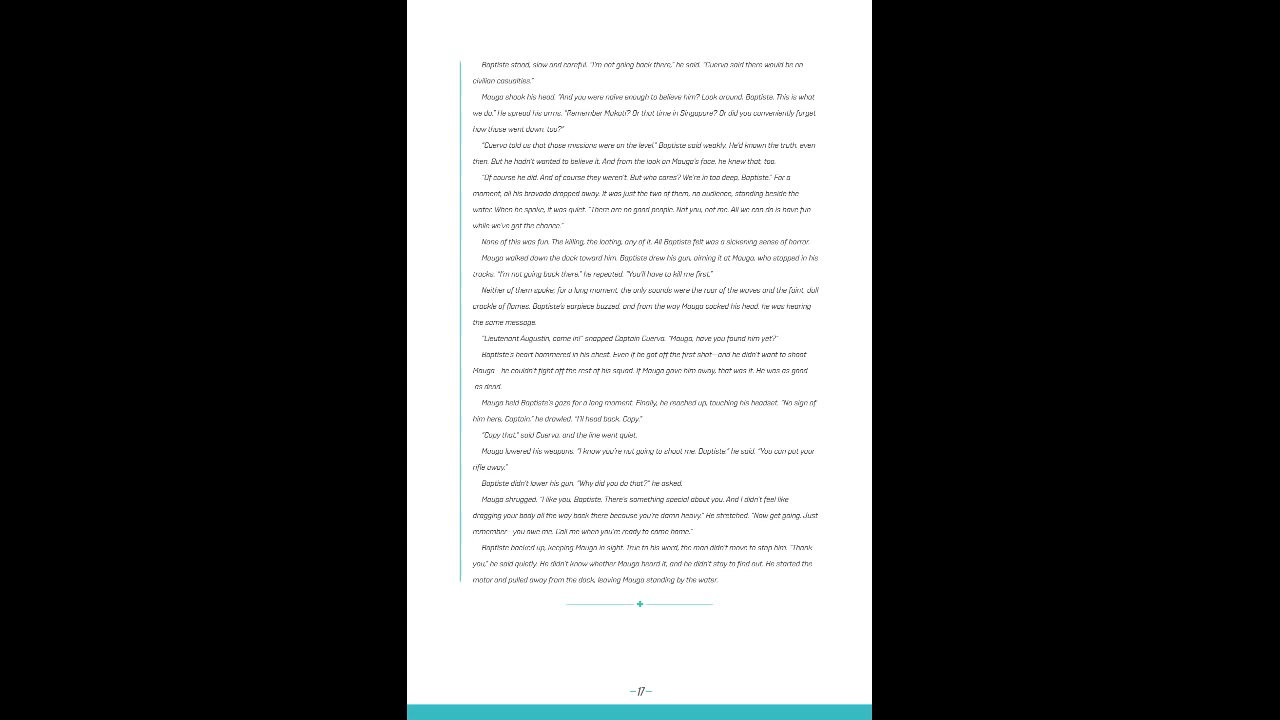 Baptiste stood, slow and careful. "I'm not going back there," he said. "Cuerva said there would be no
civilian casualties."
Mauga shook his head. "And you were naïve enough to believe him? Look around, Baptiste. This is what
we do." He spread his arms. "Remember Makati? Or that time in Singapore? Or did you conveniently forget
how those went down, too?"
"Cuerva told us that those missions were on the level," Baptiste said weakly. He'd known the truth, even
then. But he hadn't wanted to believe it. And from the look on Mauga's face, he knew that, too.
"Of course he did. And of course they weren't. But who cares? We're in too deep, Baptiste." For a
moment, all his bravado dropped away. It was just the two of them, no audience, standing beside the
water. When he spoke, it was quiet. "There are no good people. Not you, not me. All we can do is have fun
while we've got the chance."
None of this was fun. The killing, the looting, any of it. All Baptiste felt was a sickening sense of horror.
Mauga walked down the dock toward him. Baptiste drew his gun, aiming it at Mauga, who stopped in his
tracks. "I'm not going back there," he repeated. "You'll have to kill me first."
Neither of them spoke; for a long moment, the only sounds were the roar of the waves and the faint, dull
crackle of flames. Baptiste's earpiece buzzed, and from the way Mauga cocked his head, he was hearing
the same message.
"Lieutenant Augustin, come in!" snapped Captain Cuerva. "Mauga, have you found him yet?"
Baptiste's heart hammered in his chest. Even if he got off the first shot—and he didn't want to shoot
Mauga—he couldn't fight off the rest of his squad. If Mauga gave him away, that was it. He was as good
as dead.
Mauga held Baptiste's gaze for a long moment. Finally, he reached up, touching his headset. "No sign of
him here, Captain," he drawled. "I'll head back. Copy."
"Copy that," said Cuerva, and the line went quiet.
Mauga lowered his weapons. "I know you're not going to shoot me, Baptiste," he said. "You can put your
rifle away."
Baptiste didn't lower his gun. "Why did you do that?" he asked.
Mauga shrugged. "I like you, Baptiste. There's something special about you. And I didn't feel like
dragging your body all the way back there because you're damn heavy." He stretched. "Now get going. Just
remember—you owe me. Call me when you're ready to come home."
Baptiste backed up, keeping Mauga in sight. True to his word, the man didn't move to stop him. "Thank
you," he said quietly. He didn't know whether Mauga heard it, and he didn't stay to find out. He started the
motor and pulled away from the dock, leaving Mauga standing by the water.
—17—